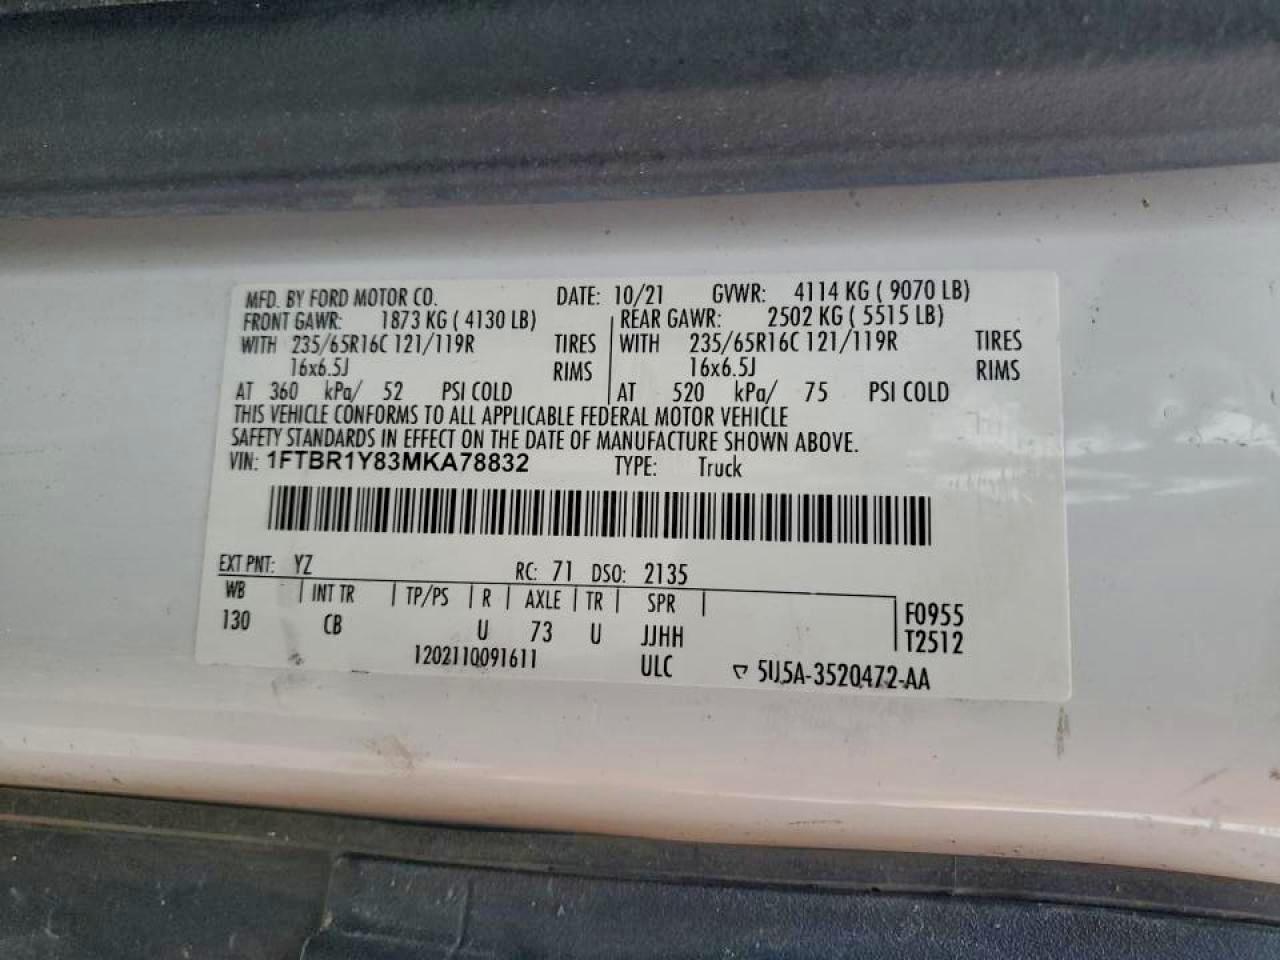 MFD. BY FORD MOTOR CO. DATE: 10/21 GVWR: 4114 KG ( 9070 LB)
FRONT GAWR: 1873 KG ( 4130 LB) REAR GAWR: 2502 KG ( 5515 LB)
WITH 235/65R16C 121/119R TIRES WITH 235/65R16C 121/119R TIRES
16x6.5J RIMS 16x6.5J RIMS
AT 360 kPa/ 52 PSI COLD AT 520 kPa/ 75 PSI COLD
THIS VEHICLE CONFORMS TO ALL APPLICABLE FEDERAL MOTOR VEHICLE
SAFETY STANDARDS IN EFFECT ON THE DATE OF MANUFACTURE SHOWN ABOVE.
VIN: 1FTBR1Y83MKA78832 TYPE: Truck
EXT PNT: YZ RC: 71 DSO: 2135
WB INT TR TP/PS R AXLE TR SPR F0955
130 CB U 73 U JJHH T2512
1202110091611 ULC 5U5A-3520472-AA